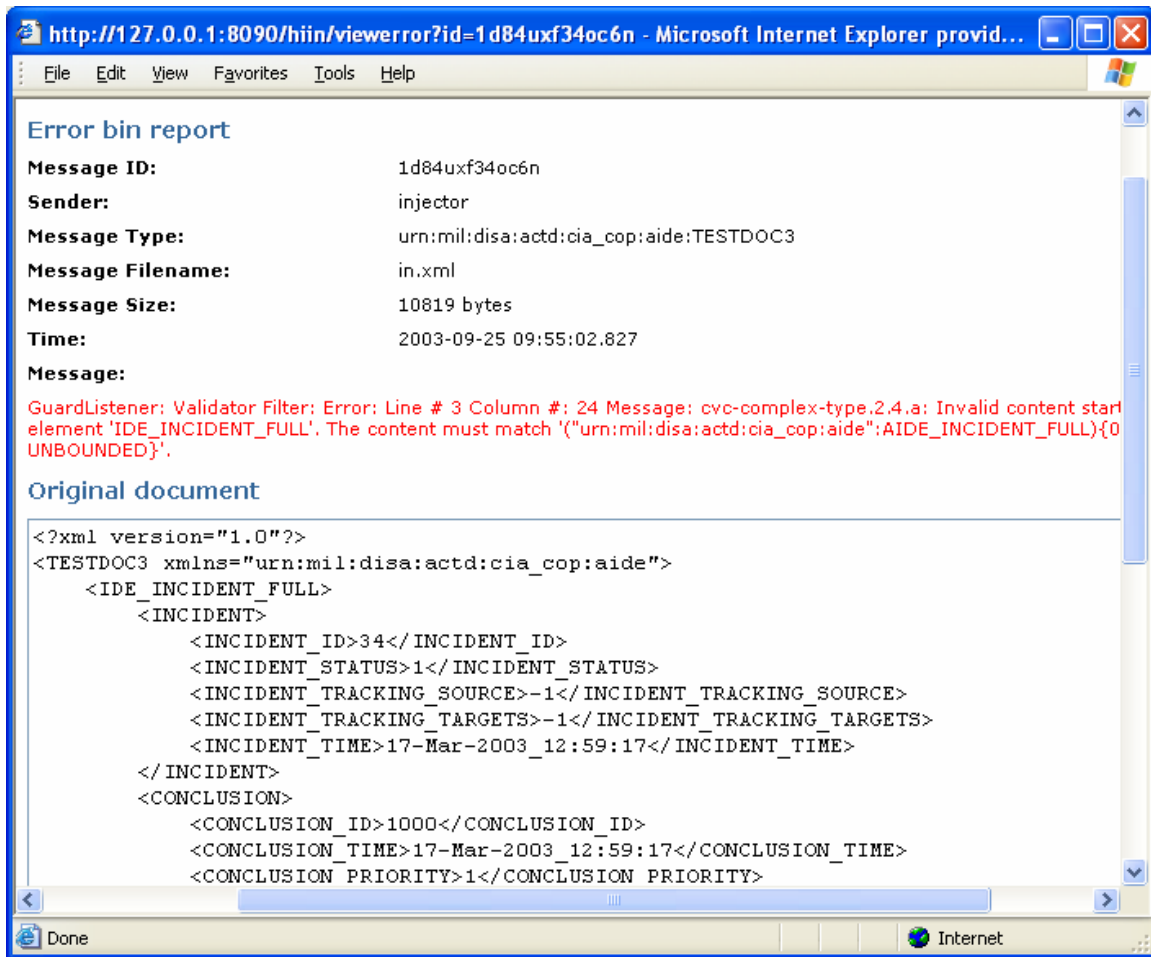 http://127.0.0.1:8090/hiin/viewerror?id=1d84uxf34oc6n - Microsoft Internet Explorer provid...
File Edit View Favorites Tools Help
Error bin report
Message ID: 1d84uxf34oc6n
Sender: injector
Message Type: urn:mil:disa:actd:cia_cop:aide:TESTDOC3
Message Filename: in.xml
Message Size: 10819 bytes
Time: 2003-09-25 09:55:02.827
Message:
GuardListener: Validator Filter: Error: Line # 3 Column #: 24 Message: cvc-complex-type.2.4.a: Invalid content start
element 'IDE_INCIDENT_FULL'. The content must match '("urn:mil:disa:actd:cia_cop:aide":AIDE_INCIDENT_FULL){0
UNBOUNDED}'.
Original document
<?xml version="1.0"?>
<TESTDOC3 xmlns="urn:mil:disa:actd:cia_cop:aide">
<IDE_INCIDENT_FULL>
<INCIDENT>
<INCIDENT_ID>34</INCIDENT_ID>
<INCIDENT_STATUS>1</INCIDENT_STATUS>
<INCIDENT_TRACKING_SOURCE>-1</INCIDENT_TRACKING_SOURCE>
<INCIDENT_TRACKING_TARGETS>-1</INCIDENT_TRACKING_TARGETS>
<INCIDENT_TIME>17-Mar-2003_12:59:17</INCIDENT_TIME>
</INCIDENT>
<CONCLUSION>
<CONCLUSION_ID>1000</CONCLUSION_ID>
<CONCLUSION_TIME>17-Mar-2003_12:59:17</CONCLUSION_TIME>
<CONCLUSION_PRIORITY>1</CONCLUSION_PRIORITY>
Done Internet